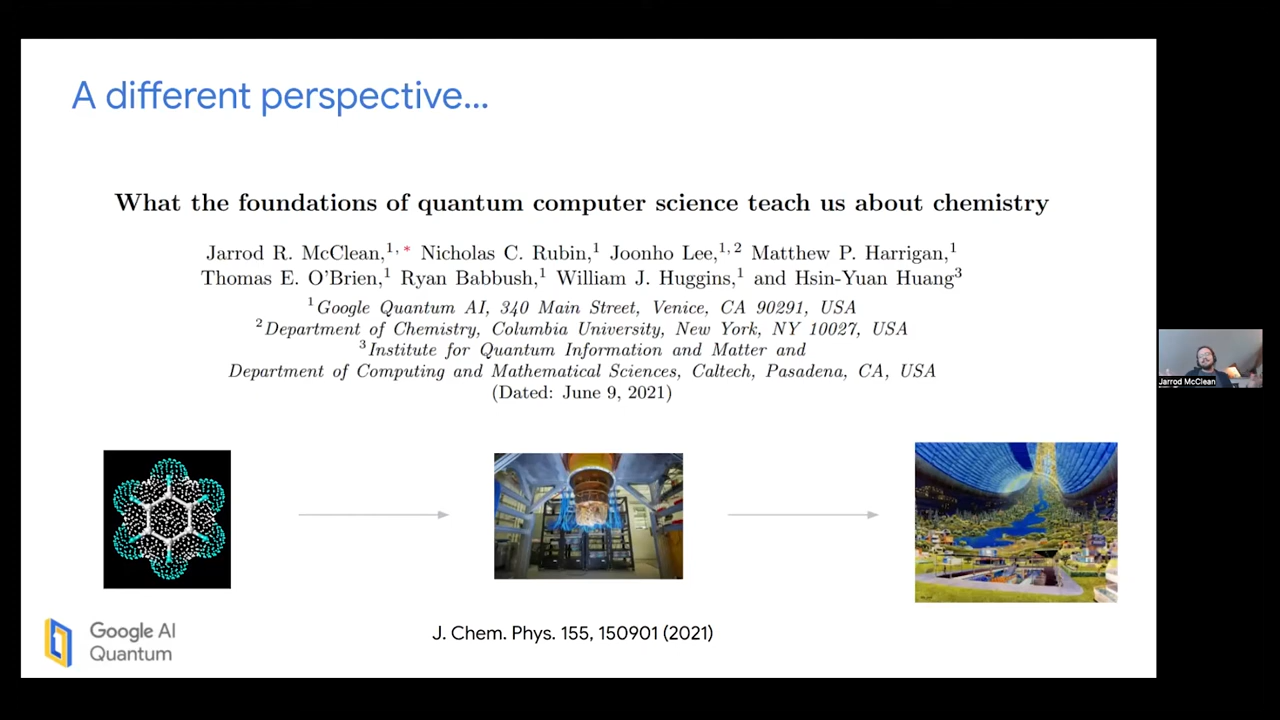 A different perspective...
What the foundations of quantum computer science teach us about chemistry
Jarrod R. McClean,1, * Nicholas C. Rubin,1 Joonho Lee,1, 2 Matthew P. Harrigan,1
Thomas E. O'Brien,1 Ryan Babbush,1 William J. Huggins,1 and Hsin-Yuan Huang3
1Google Quantum AI, 340 Main Street, Venice, CA 90291, USA
2Department of Chemistry, Columbia University, New York, NY 10027, USA
3Institute for Quantum Information and Matter and
Department of Computing and Mathematical Sciences, Caltech, Pasadena, CA, USA
(Dated: June 9, 2021)
Jarrod McClean
Google AI
Quantum
J. Chem. Phys. 155, 150901 (2021)